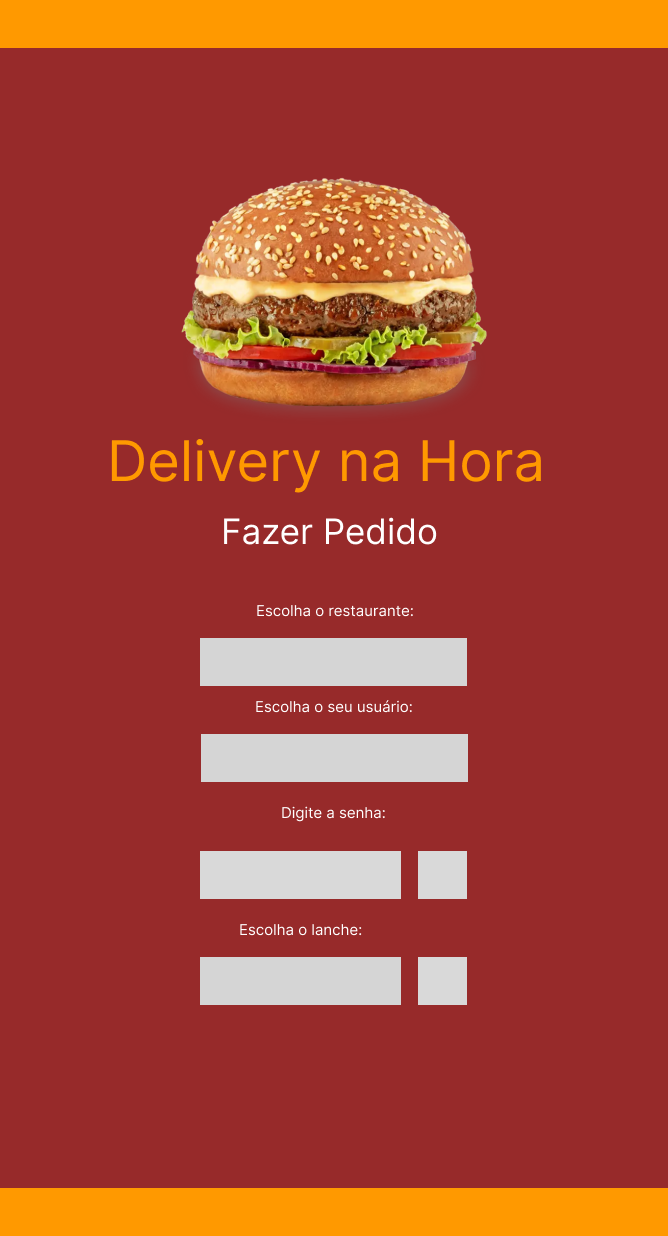 Delivery na Hora
Fazer Pedido
Escolha o restaurante:
Escolha o seu usuário:
Digite a senha:
Escolha o lanche: